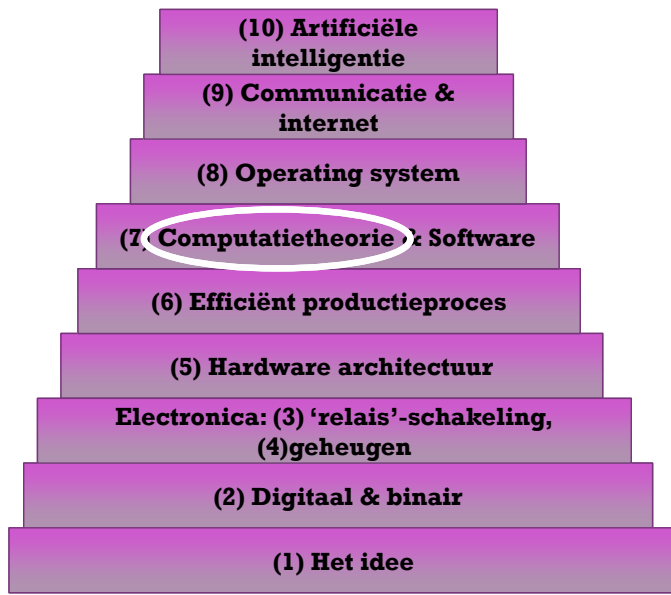 (10) Artificiële
intelligentie
(9) Communicatie &
internet
(8) Operating system
(7) Computatietheorie & Software
(6) Efficiënt productieproces
(5) Hardware architectuur
Electronica: (3) ‘relais’-schakeling,
(4)geheugen
(2) Digitaal & binair
(1) Het idee